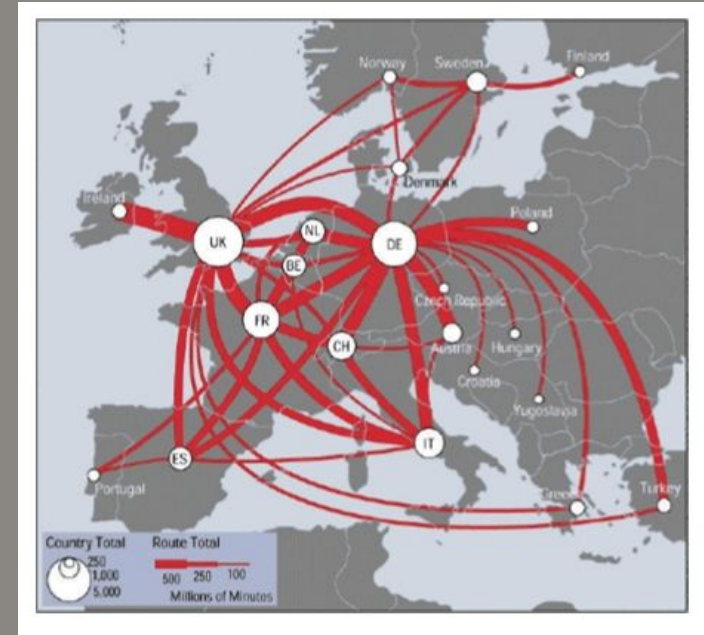 Norway
Sweden
Finland
Denmark
Ireland
UK
NL
DE
Poland
BE
Czech Republic
FR
CH
Austria
Hungary
Croatia
Yugoslavia
IT
ES
Portugal
Greece
Turkey
Country Total
250
1,000
5,000
Route Total
500 250 100
Millions of Minutes